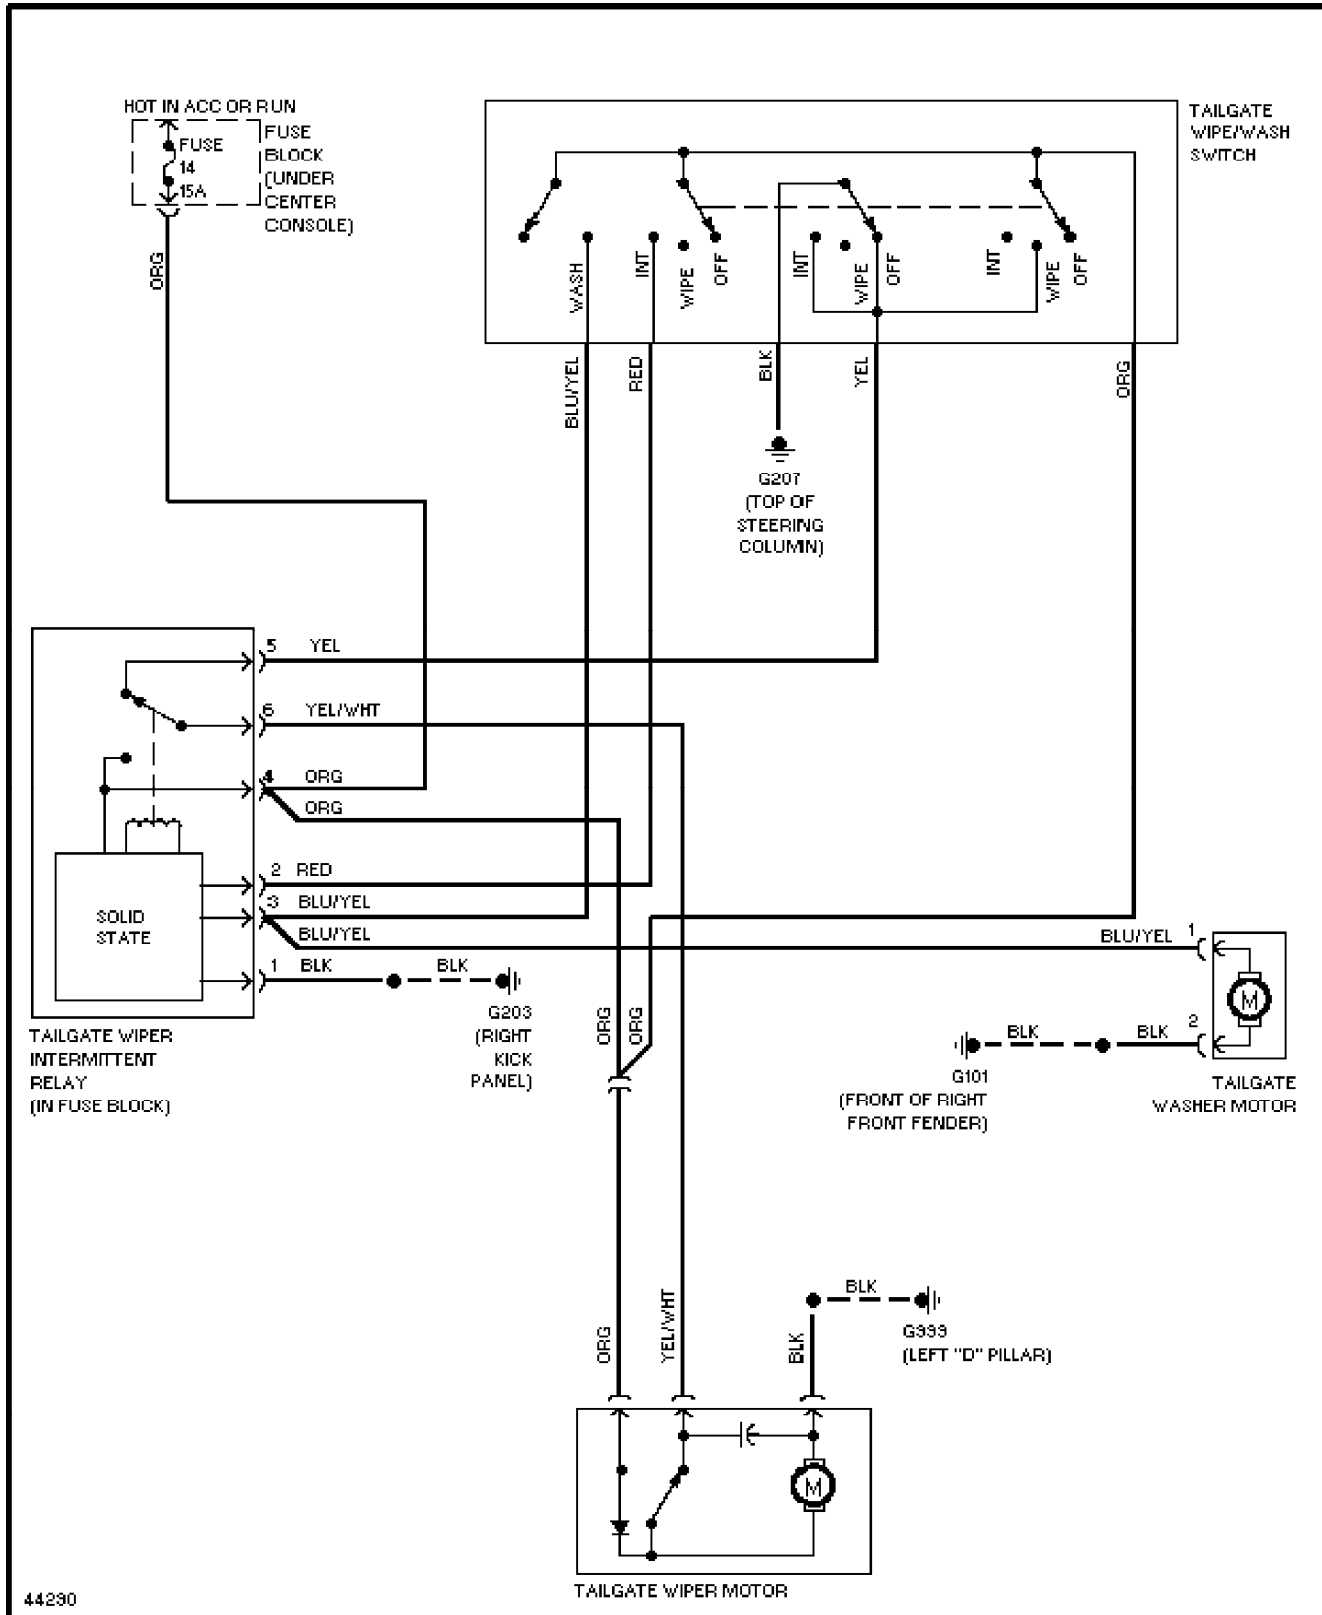 HOT IN ACC OR RUN
FUSE
14
15A
FUSE
BLOCK
(UNDER
CENTER
CONSOLE)
ORG
TAILGATE
WIPE/WASH
SWITCH
WASH
INT
WIPE
OFF
INT
WIPE
OFF
INT
WIPE
OFF
BLU/YEL
RED
BLK
YEL
ORG
G207
(TOP OF
STEERING
COLUMN)
5 YEL
6 YEL/WHT
4 ORG
ORG
2 RED
3 BLU/YEL
BLU/YEL
1 BLK
BLK
SOLID
STATE
TAILGATE WIPER
INTERMITTENT
RELAY
(IN FUSE BLOCK)
G203
(RIGHT
KICK
PANEL)
ORG
ORG
BLU/YEL 1
M
BLK
BLK 2
G101
(FRONT OF RIGHT
FRONT FENDER)
TAILGATE
WASHER MOTOR
ORG
YEL/WHT
BLK
BLK
G999
(LEFT "D" PILLAR)
M
TAILGATE WIPER MOTOR
44290